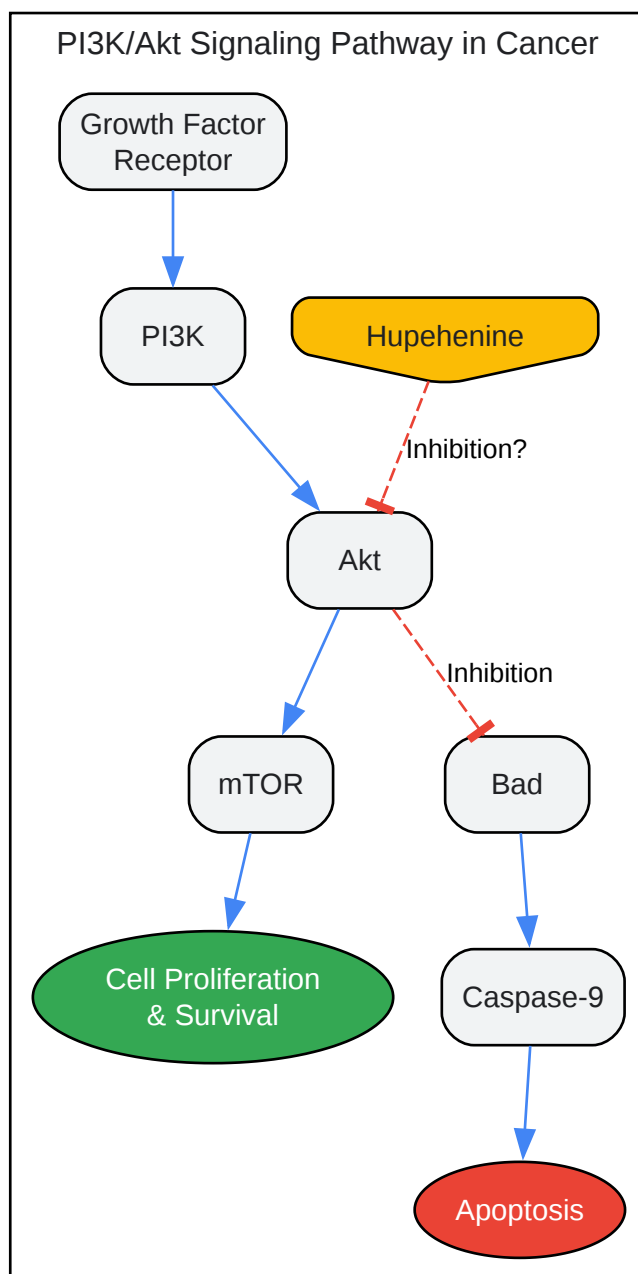 PI3K/Akt Signaling Pathway in Cancer
Growth Factor
Receptor
PI3K
Hupehenine
Inhibition?
Akt
Inhibition
mTOR
Bad
Cell Proliferation
& Survival
Caspase-9
Apoptosis